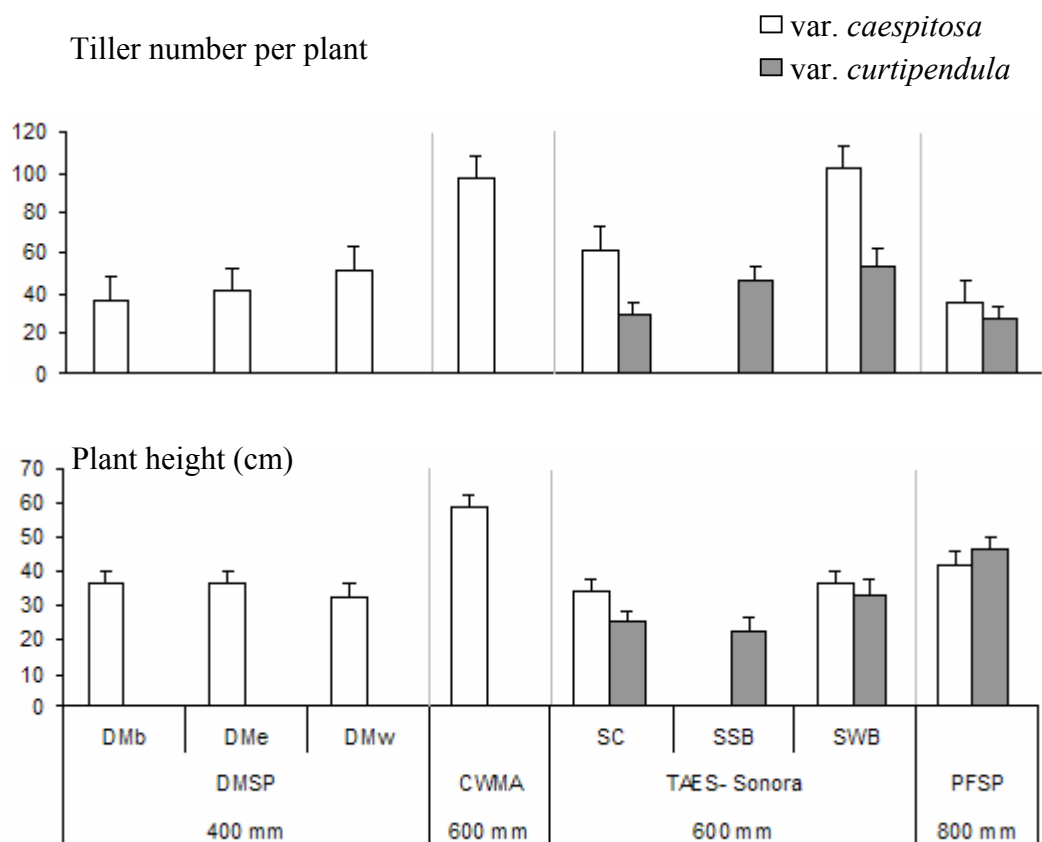 Tiller number per plant
var. caespitosa
var. curtipendula
120
100
80
60
40
20
0
Plant height (cm)
70
60
50
40
30
20
10
0
DMb DMe DMw SC SSB SWB
DMSP CWMA TAES- Sonora PFSP
400 mm 600 mm 600 mm 800 mm